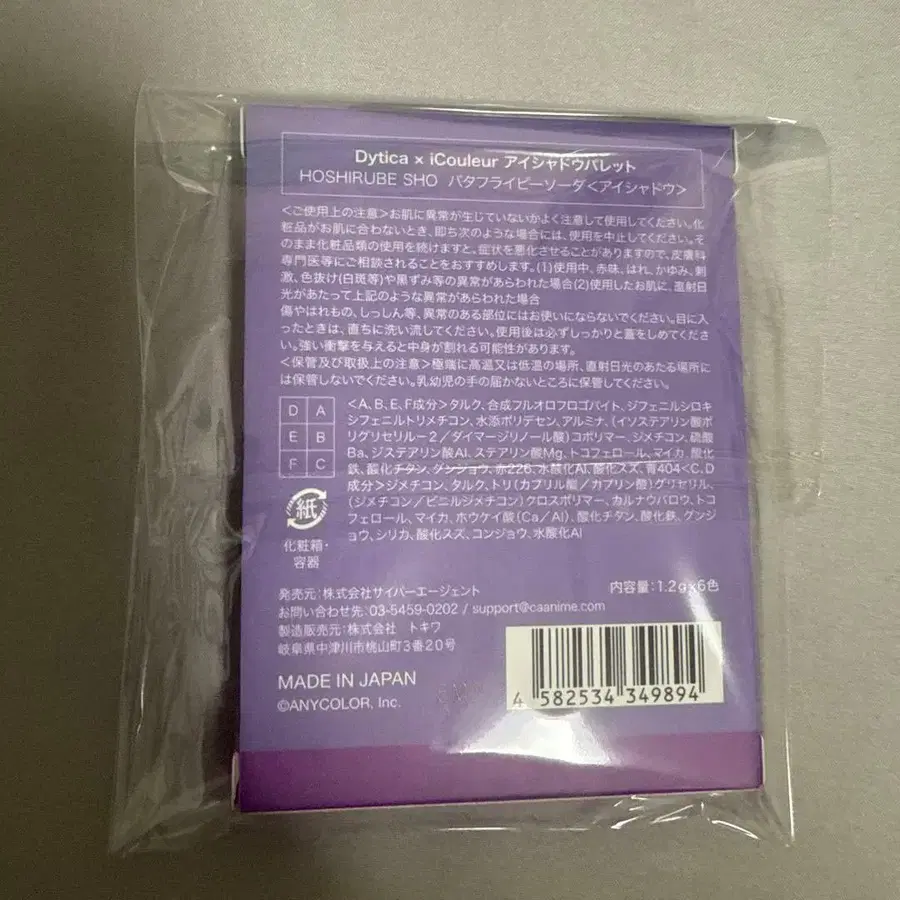 Dytica × iCouleur アイシャドウパレット
HOSHIRUBE SHO バタフライピーソーダ<アイシャドウ>
<ご使用上の注意>お肌に異常が生じていないかよく注意して使用してください。化
粧品がお肌に合わないとき、即ち次のような場合には、使用を中止してください。そ
のまま化粧品類の使用を続けますと、症状を悪化させることがありますので、皮膚科
専門医等にご相談されることをおすすめします。(1)使用中、赤味、はれ、かゆみ、刺
激、色抜け(白斑等)や黒ずみ等の異常があらわれた場合(2)使用したお肌に、直射日
光があたって上記のような異常があらわれた場合
傷やはれもの、しっしん等、異常のある部位にはお使いにならないでください。目に入
ったときは、直ちに洗い流してください。使用後は必ずしっかりと蓋をしめてくださ
い。強い衝撃を与えると中身が割れる可能性があります。
<保管及び取扱上の注意>極端に高温又は低温の場所、直射日光のあたる場所に
は保管しないでください。乳幼児の手の届かないところに保管してください。
D A
E B
F C
<A、B、E、F成分>タルク、合成フルオロフロゴパイト、ジフェニルシロキ
シフェニルトリメチコン、水添ポリデセン、アルミナ、(イソステアリン酸ポ
リグリセリル-2/ダイマージリノール酸)コポリマー、ジメチコン、硫酸
Ba、ジステアリン酸Al、ステアリン酸Mg、トコフェロール、マイカ、酸化
鉄、酸化チタン、グンジョウ、赤226、水酸化Al、酸化スズ、青404<C、D
成分>ジメチコン、タルク、トリ(カプリル酸/カプリン酸)グリセリル、
(ジメチコン/ビニルジメチコン)クロスポリマー、カルナウバロウ、トコ
フェロール、マイカ、ホウケイ酸(Ca/Al)、酸化チタン、酸化鉄、グンジ
ョウ、シリカ、酸化スズ、コンジョウ、水酸化Al
紙
化粧箱・
容器
発売元:株式会社サイバーエージェント
内容量:1.2g×6色
お問い合わせ先:03-5459-0202 / support@caanime.com
製造販売元:株式会社 トキワ
岐阜県中津川市桃山町3番20号
MADE IN JAPAN
©ANYCOLOR, Inc.
4 582534 349894